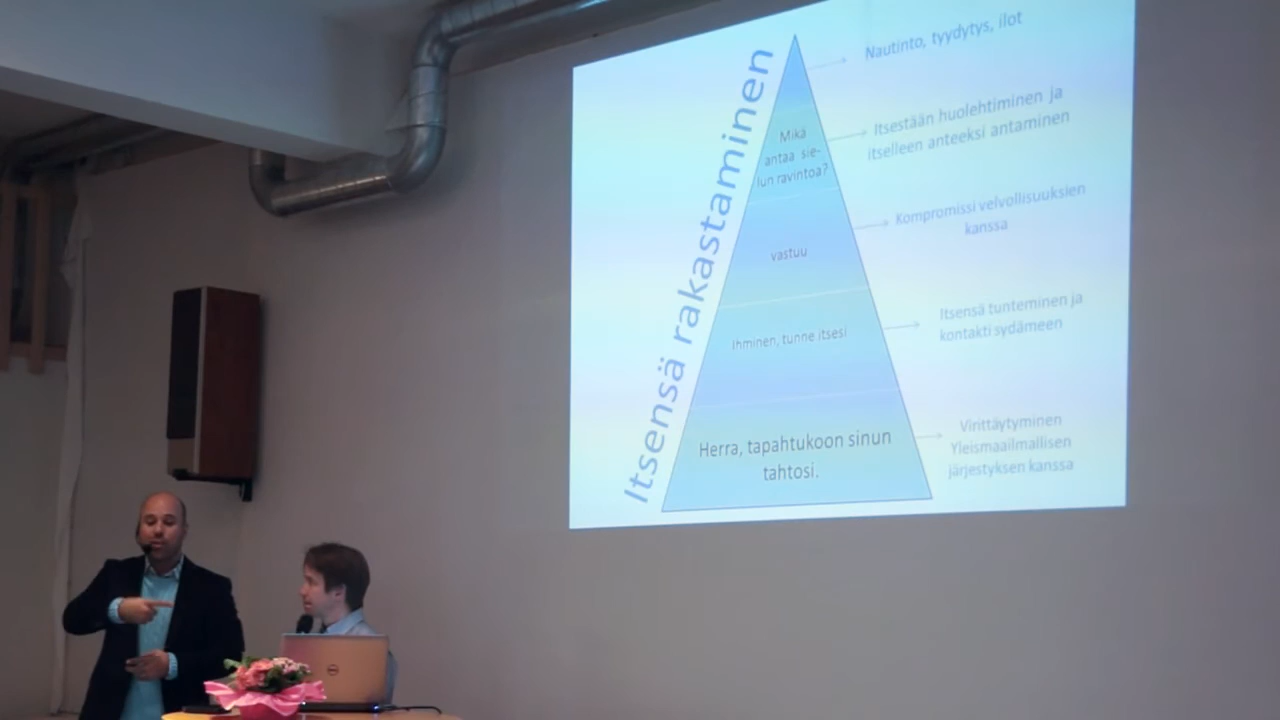 Itsensä rakastaminen
Nautinto, tyydytys, ilot
Mikä
antaa sie-
lun ravintoa?
Itsestään huolehtiminen ja
itselleen anteeksi antaminen
vastuu
Kompromissi velvollisuuksien
kanssa
Ihminen, tunne itsesi
Itsensä tunteminen ja
kontakti sydämeen
Herra, tapahtukoon sinun
tahtosi.
Virittäytyminen
Yleismaailmallisen
järjestyksen kanssa
DELL